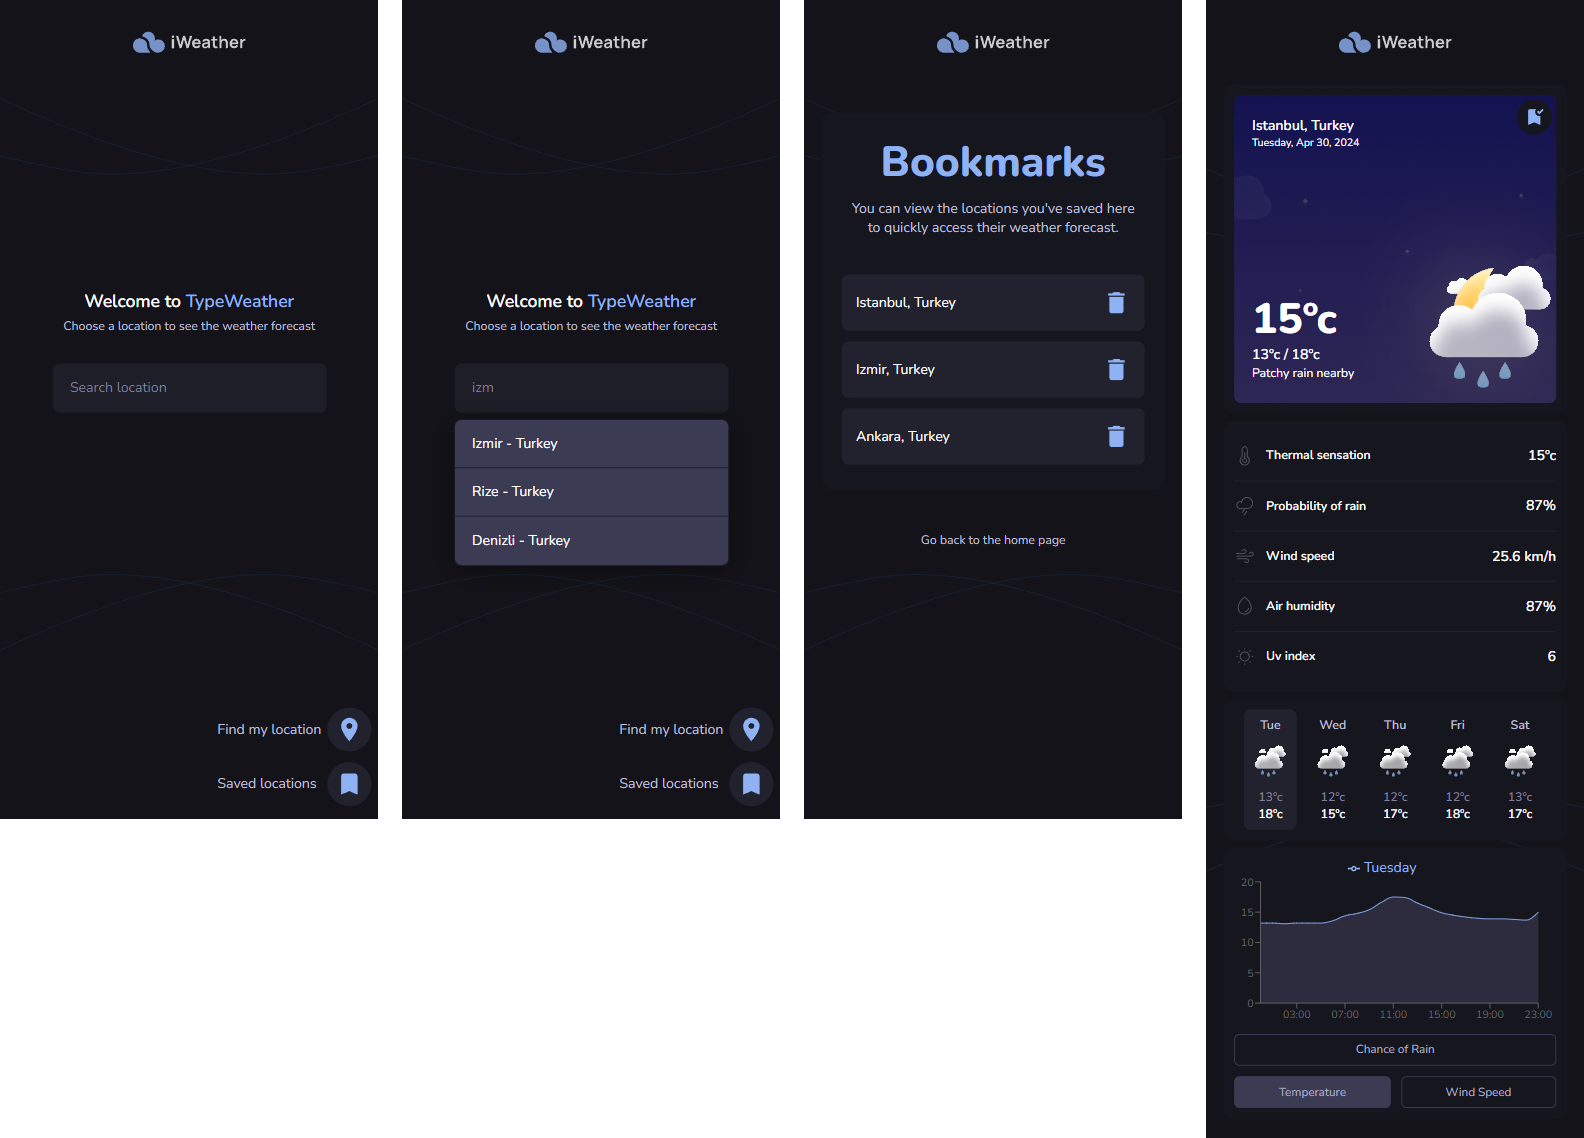 iWeather
Welcome to TypeWeather
Choose a location to see the weather forecast
Search location
Find my location
Saved locations
iWeather
Welcome to TypeWeather
Choose a location to see the weather forecast
izm
Izmir - Turkey
Rize - Turkey
Denizli - Turkey
Find my location
Saved locations
iWeather
Bookmarks
You can view the locations you've saved here
to quickly access their weather forecast.
Istanbul, Turkey
Izmir, Turkey
Ankara, Turkey
Go back to the home page
iWeather
Istanbul, Turkey
Tuesday, Apr 30, 2024
15ºc
13ºc / 18ºc
Patchy rain nearby
Thermal sensation 15ºc
Probability of rain 87%
Wind speed 25.6 km/h
Air humidity 87%
Uv index 6
Tue Wed Thu Fri Sat
13ºc 12ºc 12ºc 12ºc 13ºc
18ºc 15ºc 17ºc 18ºc 17ºc
Tuesday
20
15
10
5
0
03:00 07:00 11:00 15:00 19:00 23:00
Chance of Rain
Temperature Wind Speed